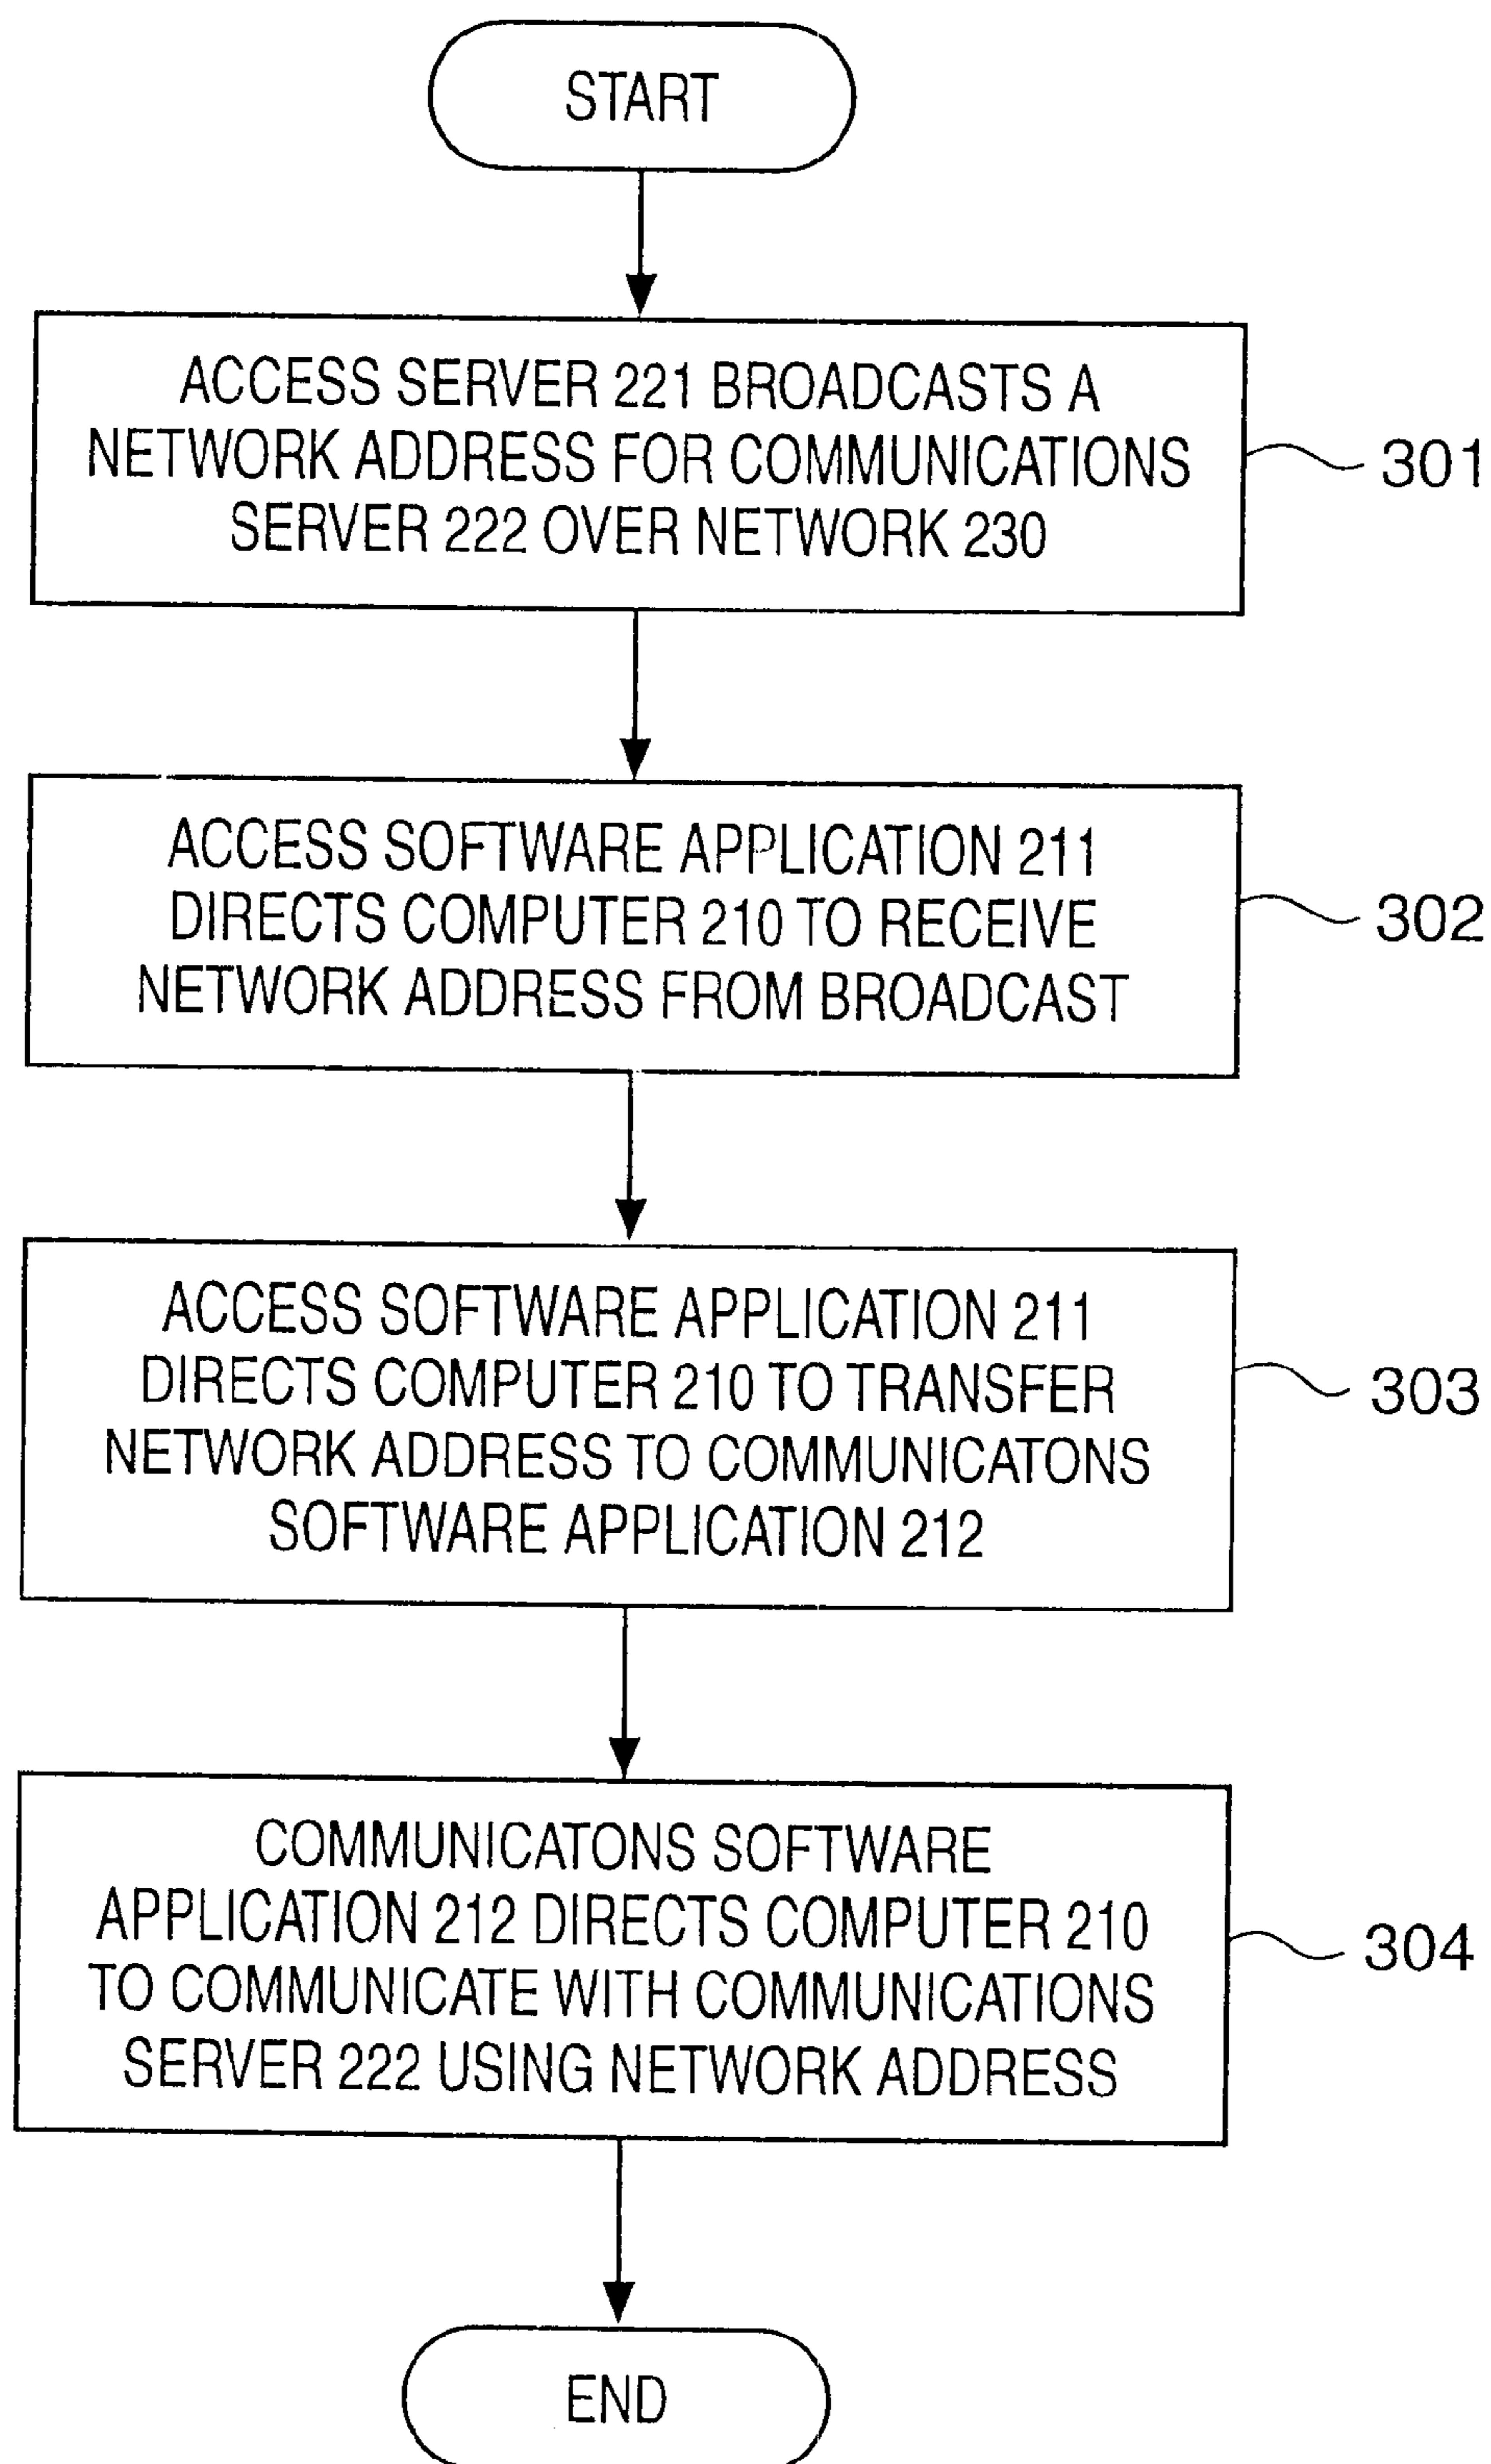 START
ACCESS SERVER 221 BROADCASTS A
NETWORK ADDRESS FOR COMMUNICATIONS
SERVER 222 OVER NETWORK 230
301
ACCESS SOFTWARE APPLICATION 211
DIRECTS COMPUTER 210 TO RECEIVE
NETWORK ADDRESS FROM BROADCAST
302
ACCESS SOFTWARE APPLICATION 211
DIRECTS COMPUTER 210 TO TRANSFER
NETWORK ADDRESS TO COMMUNICATONS
SOFTWARE APPLICATION 212
303
COMMUNICATONS SOFTWARE
APPLICATION 212 DIRECTS COMPUTER 210
TO COMMUNICATE WITH COMMUNICATIONS
SERVER 222 USING NETWORK ADDRESS
304
END